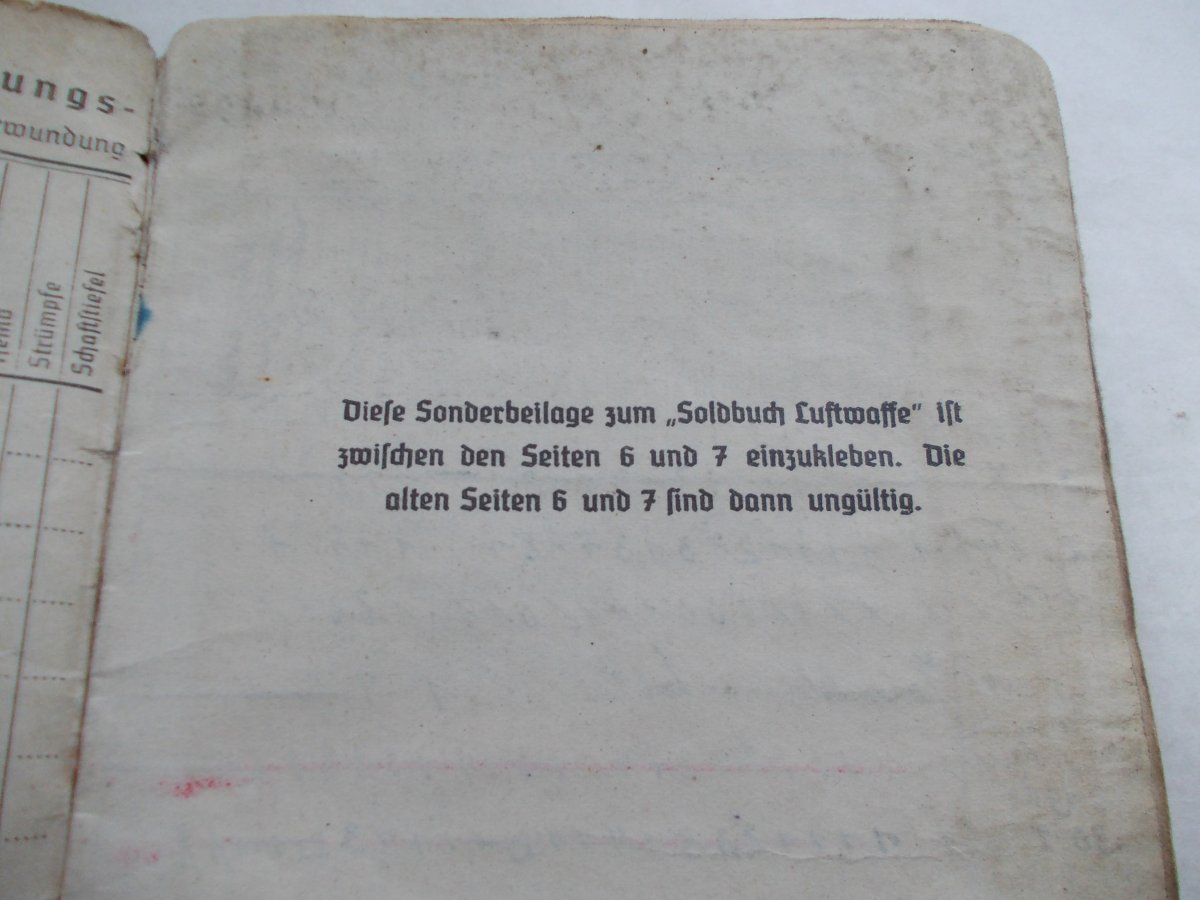 ungs-
wundung
Strümpfe
Schaftstiefel
Diese Sonderbeilage zum „Soldbuch Luftwaffe" ist
zwischen den Seiten 6 und 7 einzukleben. Die
alten Seiten 6 und 7 sind dann ungültig.